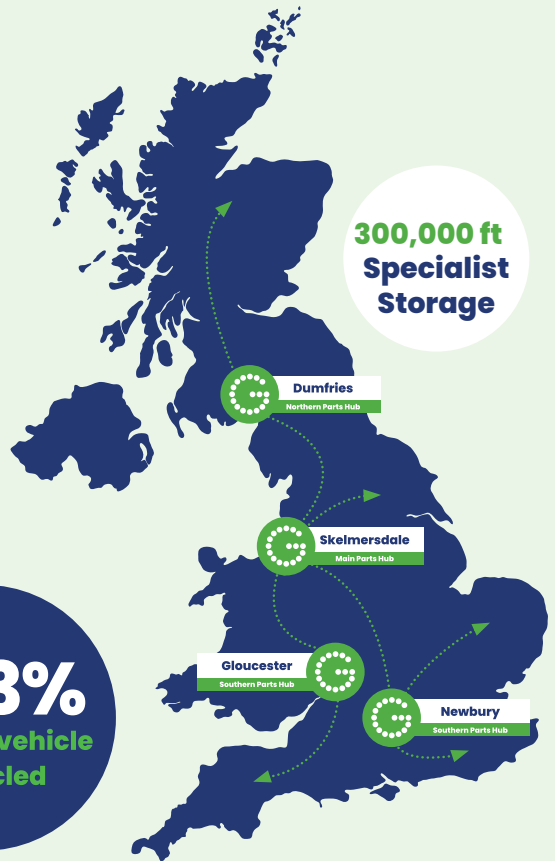 300,000 ft
Specialist
Storage
Dumfries
Northern Parts Hub
Skelmersdale
Main Parts Hub
Gloucester
Southern Parts Hub
Newbury
Southern Parts Hub
%
vehicle